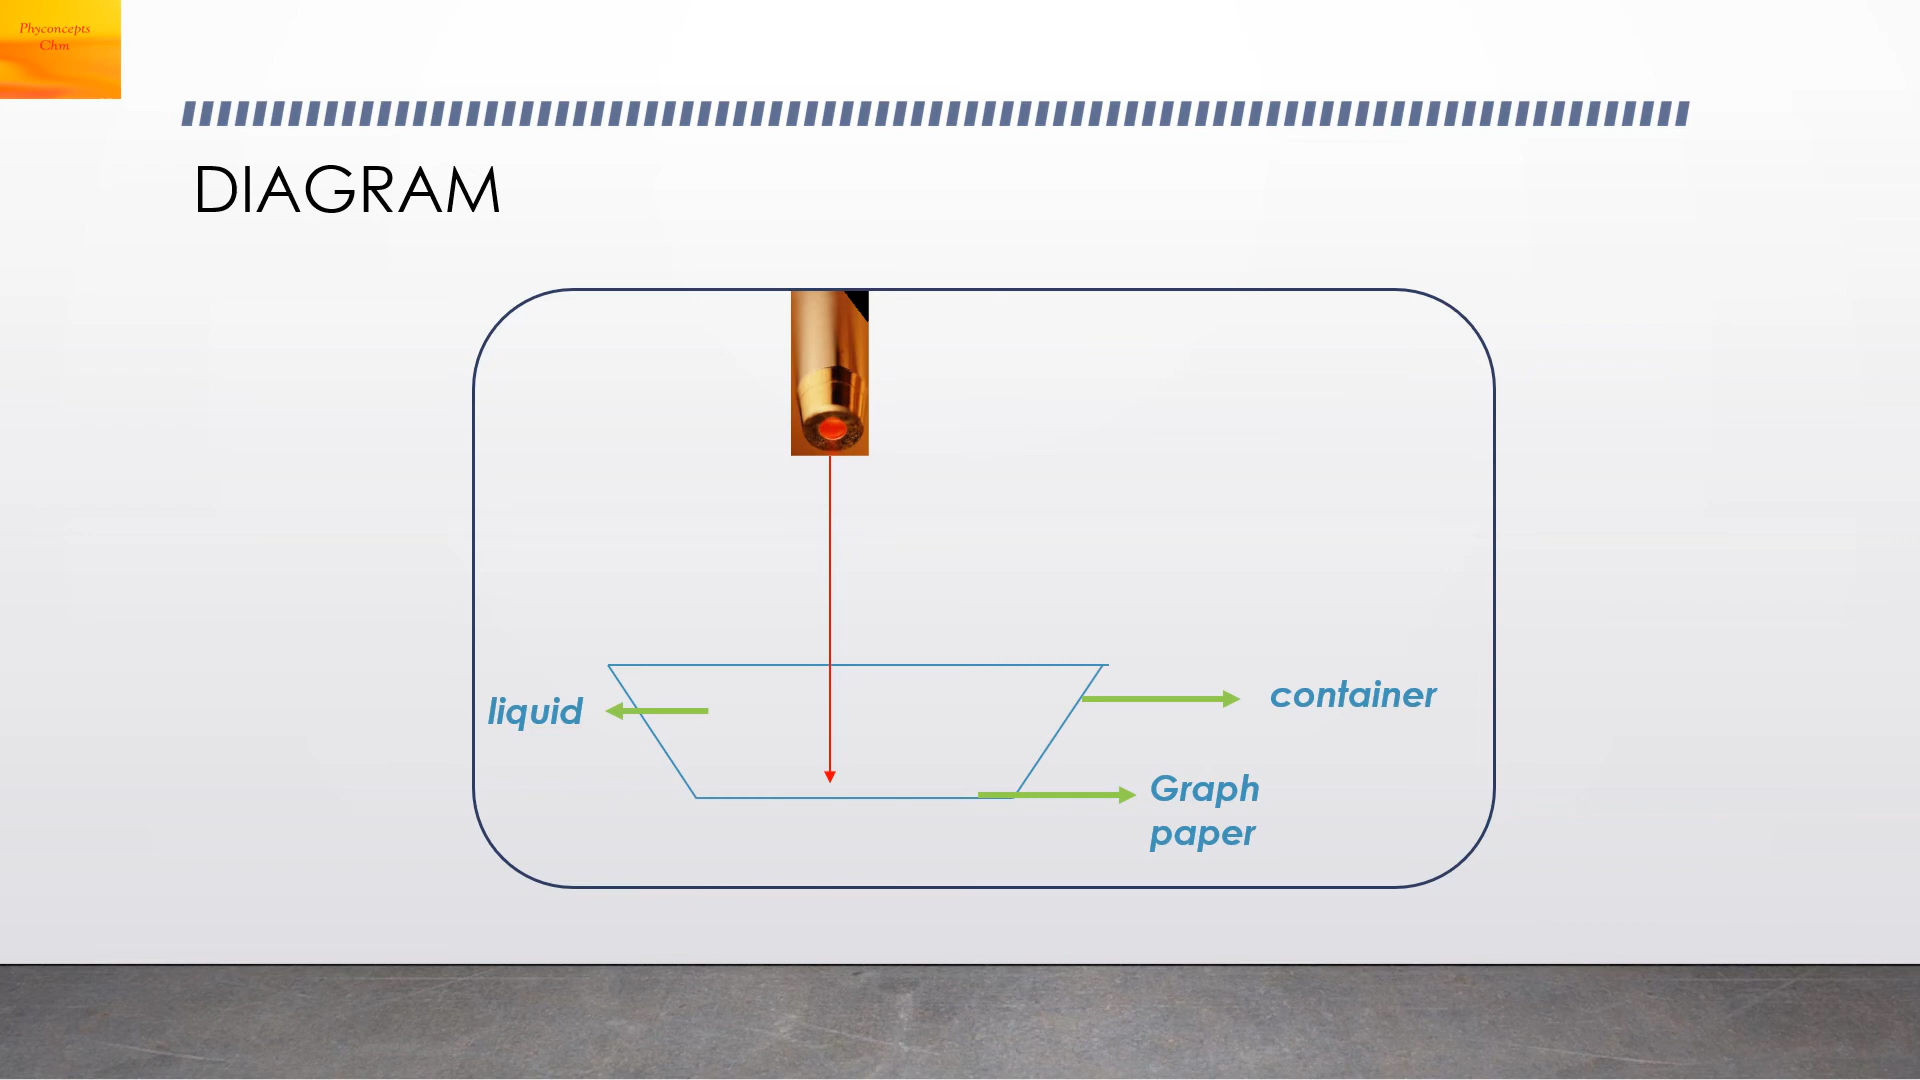 Phyconcepts
Chm
DIAGRAM
liquid
container
Graph
paper